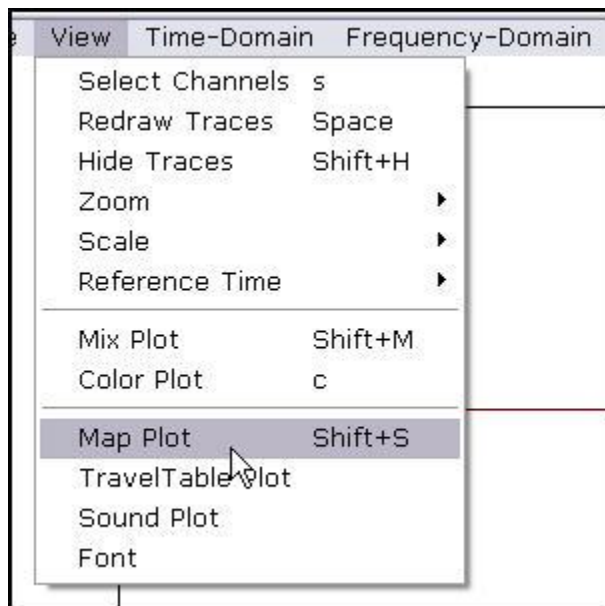 View Time-Domain Frequency-Domain
Select Channels s
Redraw Traces Space
Hide Traces Shift+H
Zoom
Scale
Reference Time
Mix Plot Shift+M
Color Plot c
Map Plot Shift+S
TravelTable Plot
Sound Plot
Font